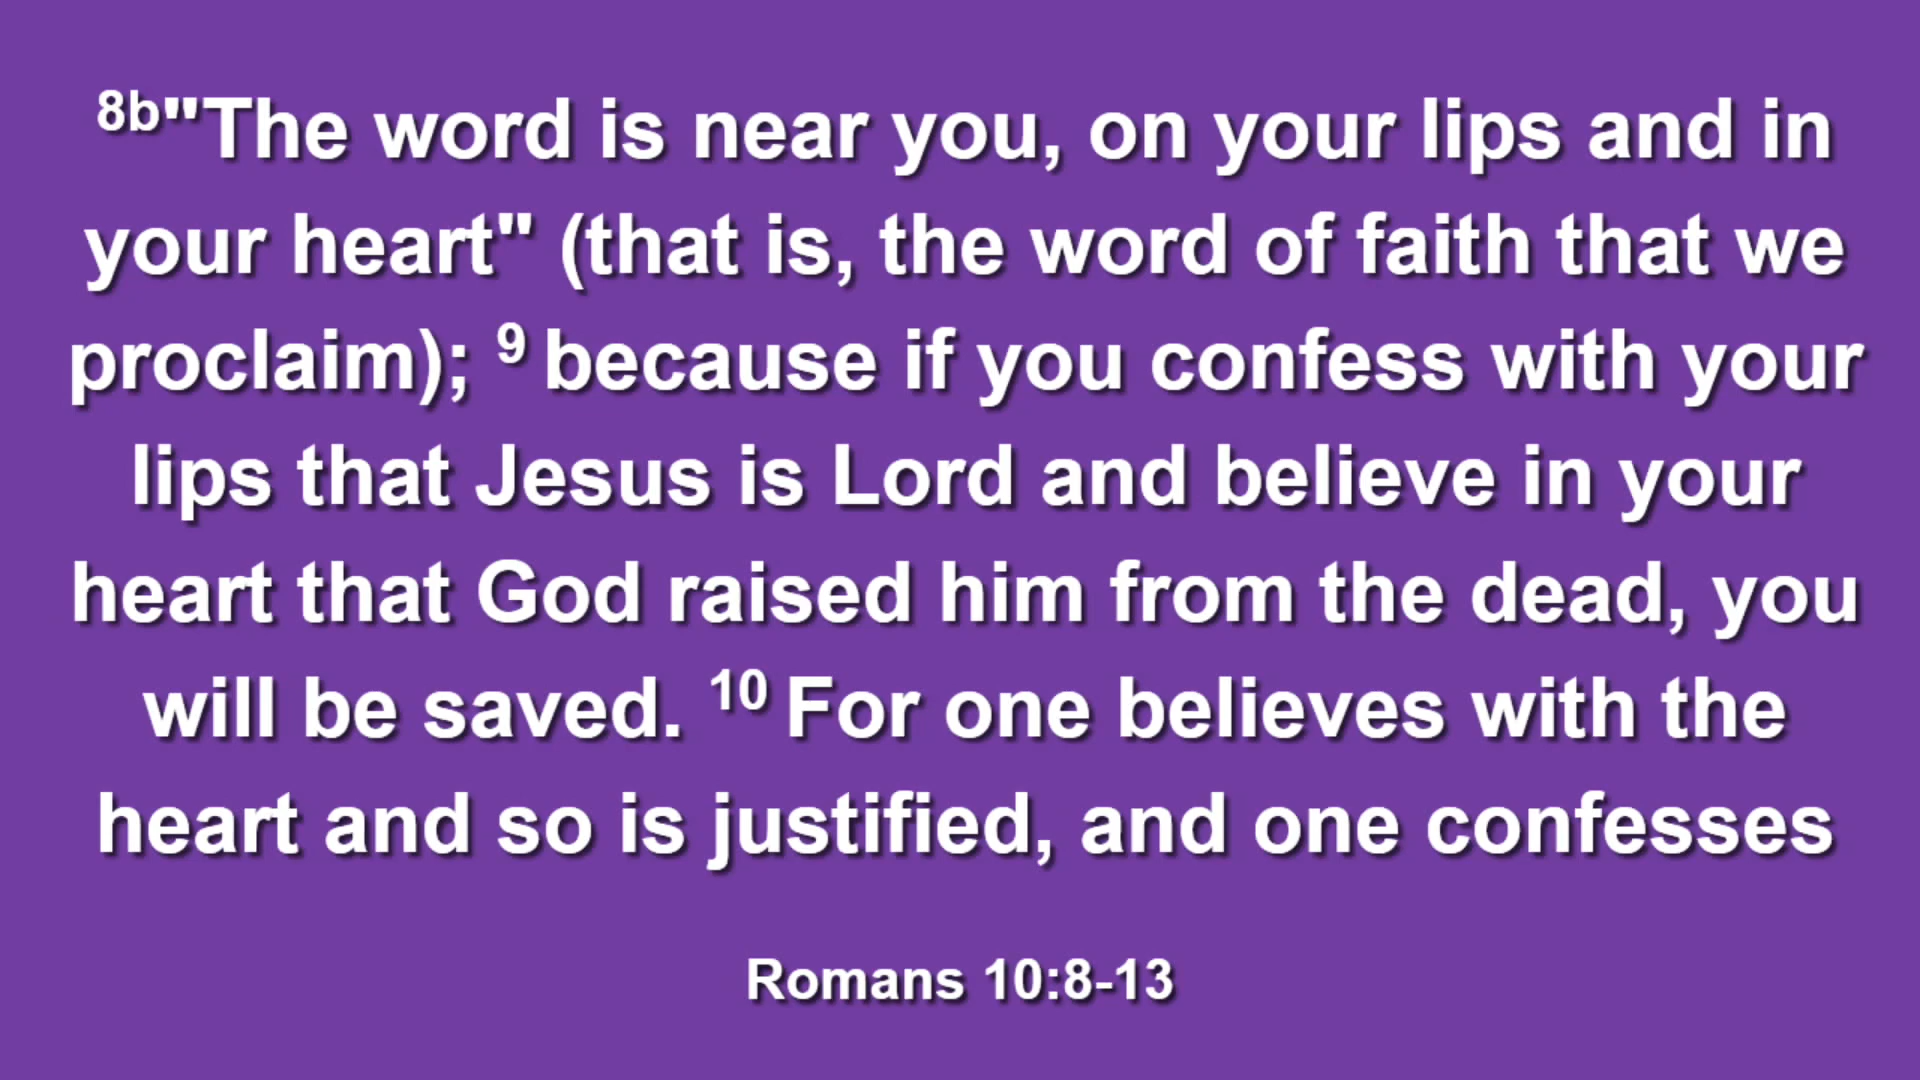 8b"The word is near you, on your lips and in
your heart" (that is, the word of faith that we
proclaim); 9 because if you confess with your
lips that Jesus is Lord and believe in your
heart that God raised him from the dead, you
will be saved. 10 For one believes with the
heart and so is justified, and one confesses
Romans 10:8-13